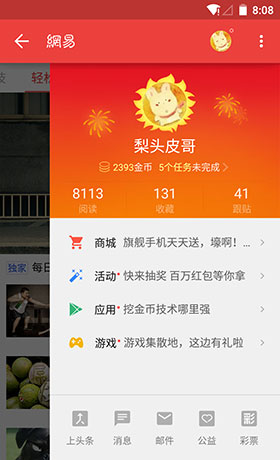 8:08
網易
轻松
梨头皮哥
2393金币 5个任务未完成
8113 131 41
阅读 收藏 跟贴
独家 每日
商城 旗舰手机天天送，壕啊！...
活动 快来抽奖 百万红包等你拿
应用 挖金币技术哪里强
游戏 游戏集散地，这边有礼啦
彩
上头条 消息 邮件 公益 彩票